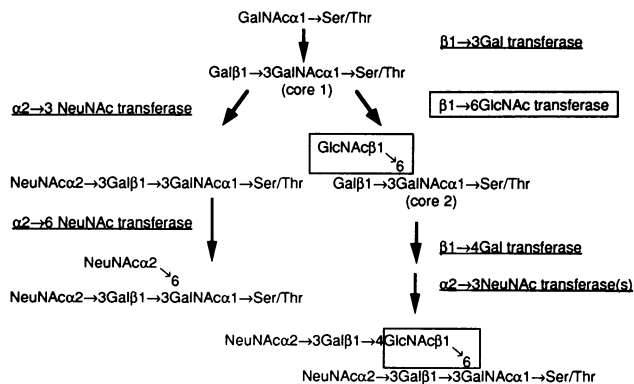 GalNAcα1→Ser/Thr
β1→3Gal transferase
Galβ1→3GalNAcα1→Ser/Thr
(core 1)
α2→3 NeuNAc transferase
β1→6GlcNAc transferase
GlcNAcβ1
6
NeuNAcα2→3Galβ1→3GalNAcα1→Ser/Thr
Galβ1→3GalNAcα1→Ser/Thr
(core 2)
α2→6 NeuNAc transferase
β1→4Gal transferase
NeuNAcα2
6
α2→3NeuNAc transferase(s)
NeuNAcα2→3Galβ1→3GalNAcα1→Ser/Thr
NeuNAcα2→3Galβ1→4GlcNAcβ1
6
NeuNAcα2→3Galβ1→3GalNAcα1→Ser/Thr